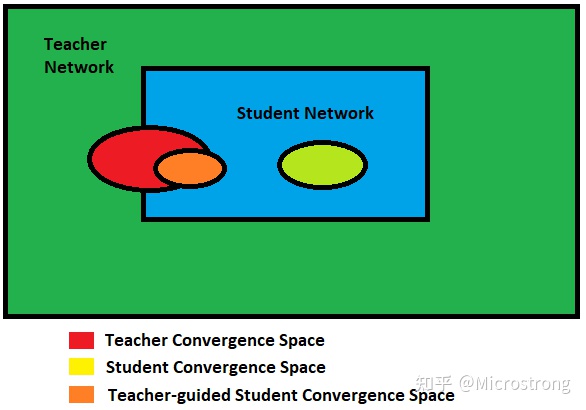 Teacher
Network
Student Network
Teacher Convergence Space
Student Convergence Space
Teacher-guided Student Convergence Space
知乎 @Microstrong